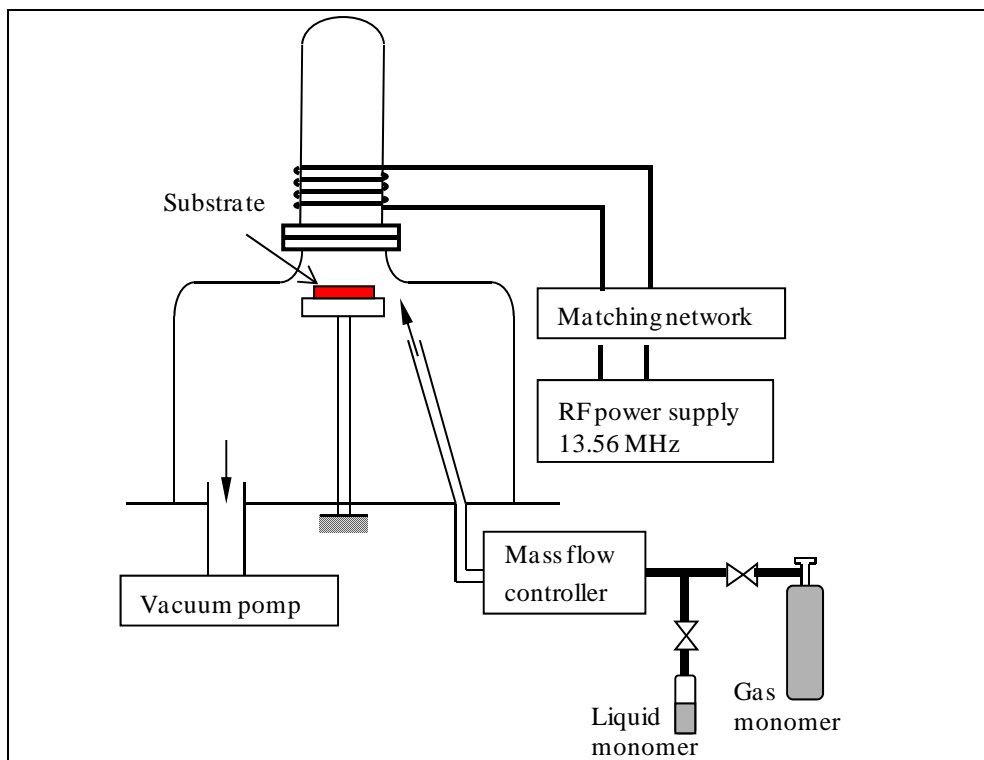 Substrate
Matching network
RF power supply
13.56 MHz
Mass flow
controller
Vacuum pomp
Gas
monomer
Liquid
monomer